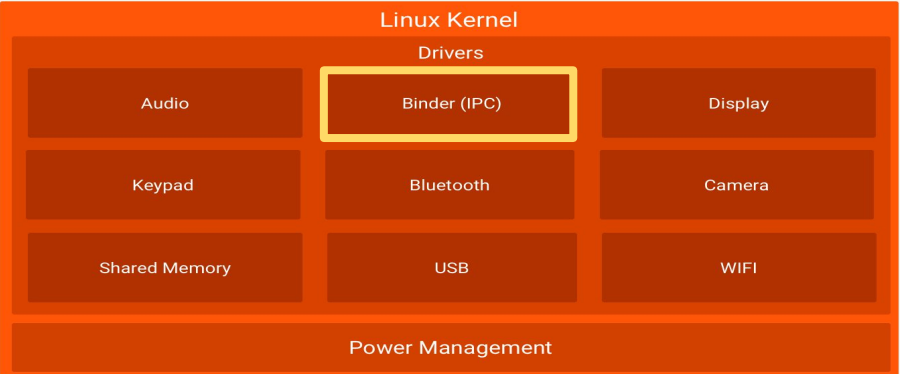 Linux Kernel
Drivers
Audio
Binder (IPC)
Display
Keypad
Bluetooth
Camera
Shared Memory
USB
WIFI
Power Management